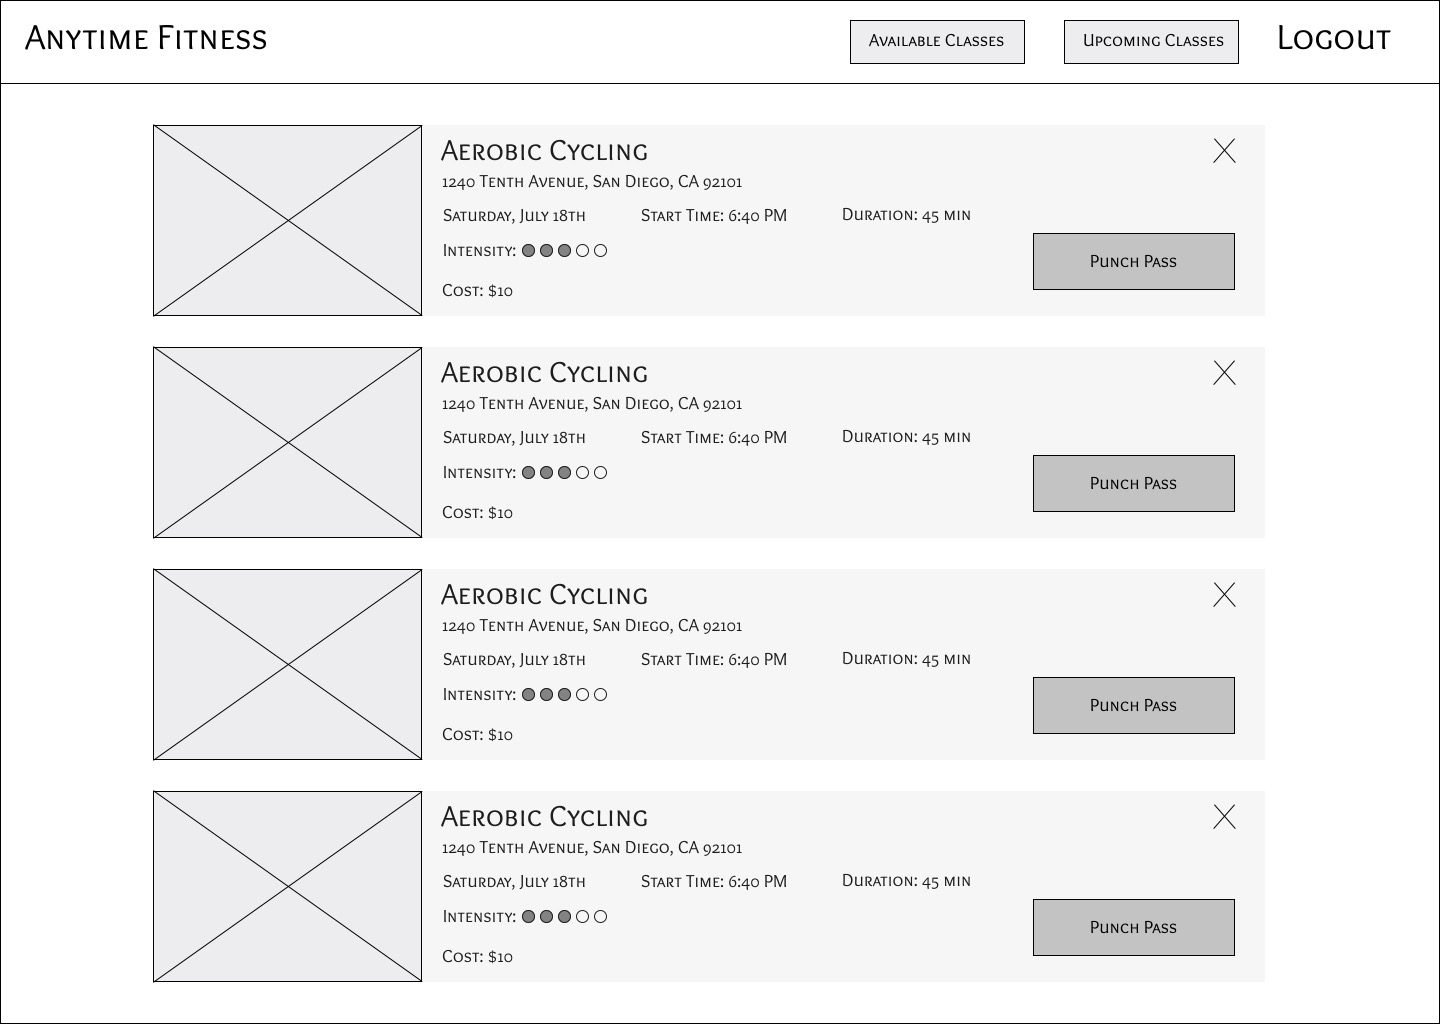 Anytime Fitness
Available Classes
Upcoming Classes
Logout
Aerobic Cycling
1240 Tenth Avenue, San Diego, CA 92101
Saturday, July 18th Start Time: 6:40 PM Duration: 45 min
Intensity:
Punch Pass
Cost: $10
Aerobic Cycling
1240 Tenth Avenue, San Diego, CA 92101
Saturday, July 18th Start Time: 6:40 PM Duration: 45 min
Intensity:
Punch Pass
Cost: $10
Aerobic Cycling
1240 Tenth Avenue, San Diego, CA 92101
Saturday, July 18th Start Time: 6:40 PM Duration: 45 min
Intensity:
Punch Pass
Cost: $10
Aerobic Cycling
1240 Tenth Avenue, San Diego, CA 92101
Saturday, July 18th Start Time: 6:40 PM Duration: 45 min
Intensity:
Punch Pass
Cost: $10